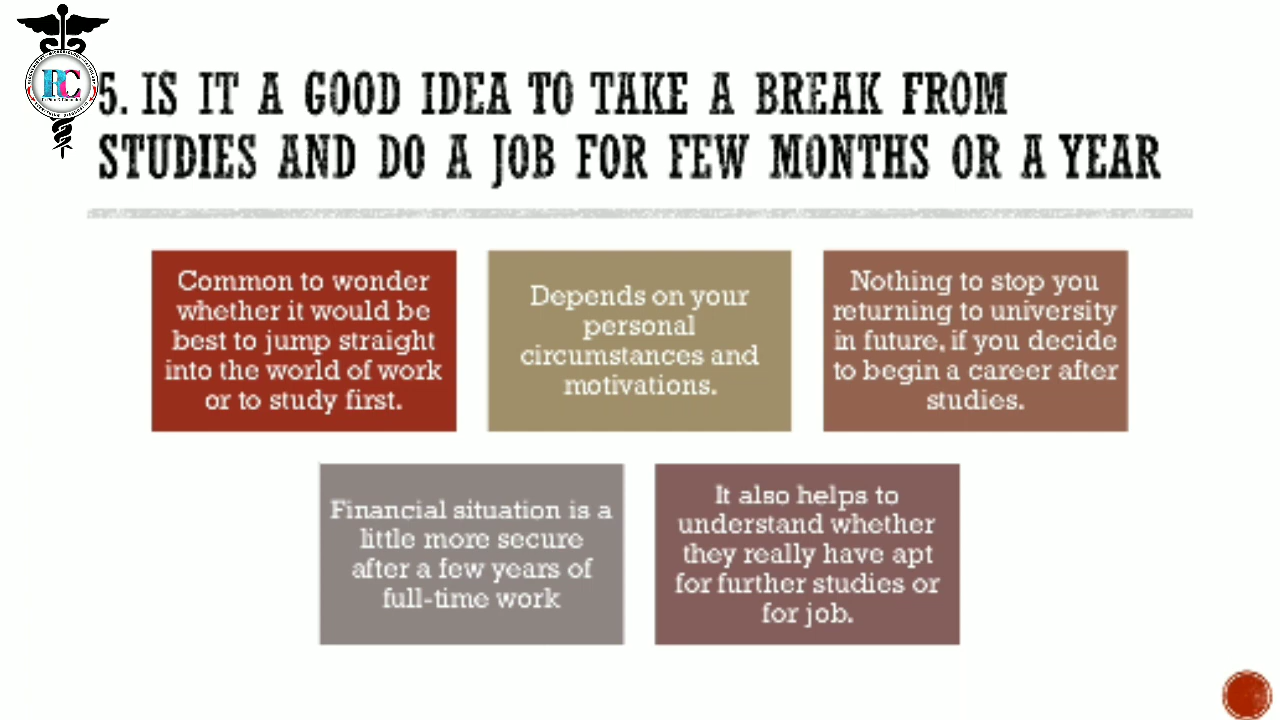 5. IS IT A GOOD IDEA TO TAKE A BREAK FROM
STUDIES AND DO A JOB FOR FEW MONTHS OR A YEAR
Common to wonder
whether it would be
best to jump straight
into the world of work
or to study first.
Depends on your
personal
circumstances and
motivations.
Nothing to stop you
returning to university
in future, if you decide
to begin a career after
studies.
Financial situation is a
little more secure
after a few years of
full-time work
It also helps to
understand whether
they really have apt
for further studies or
for job.